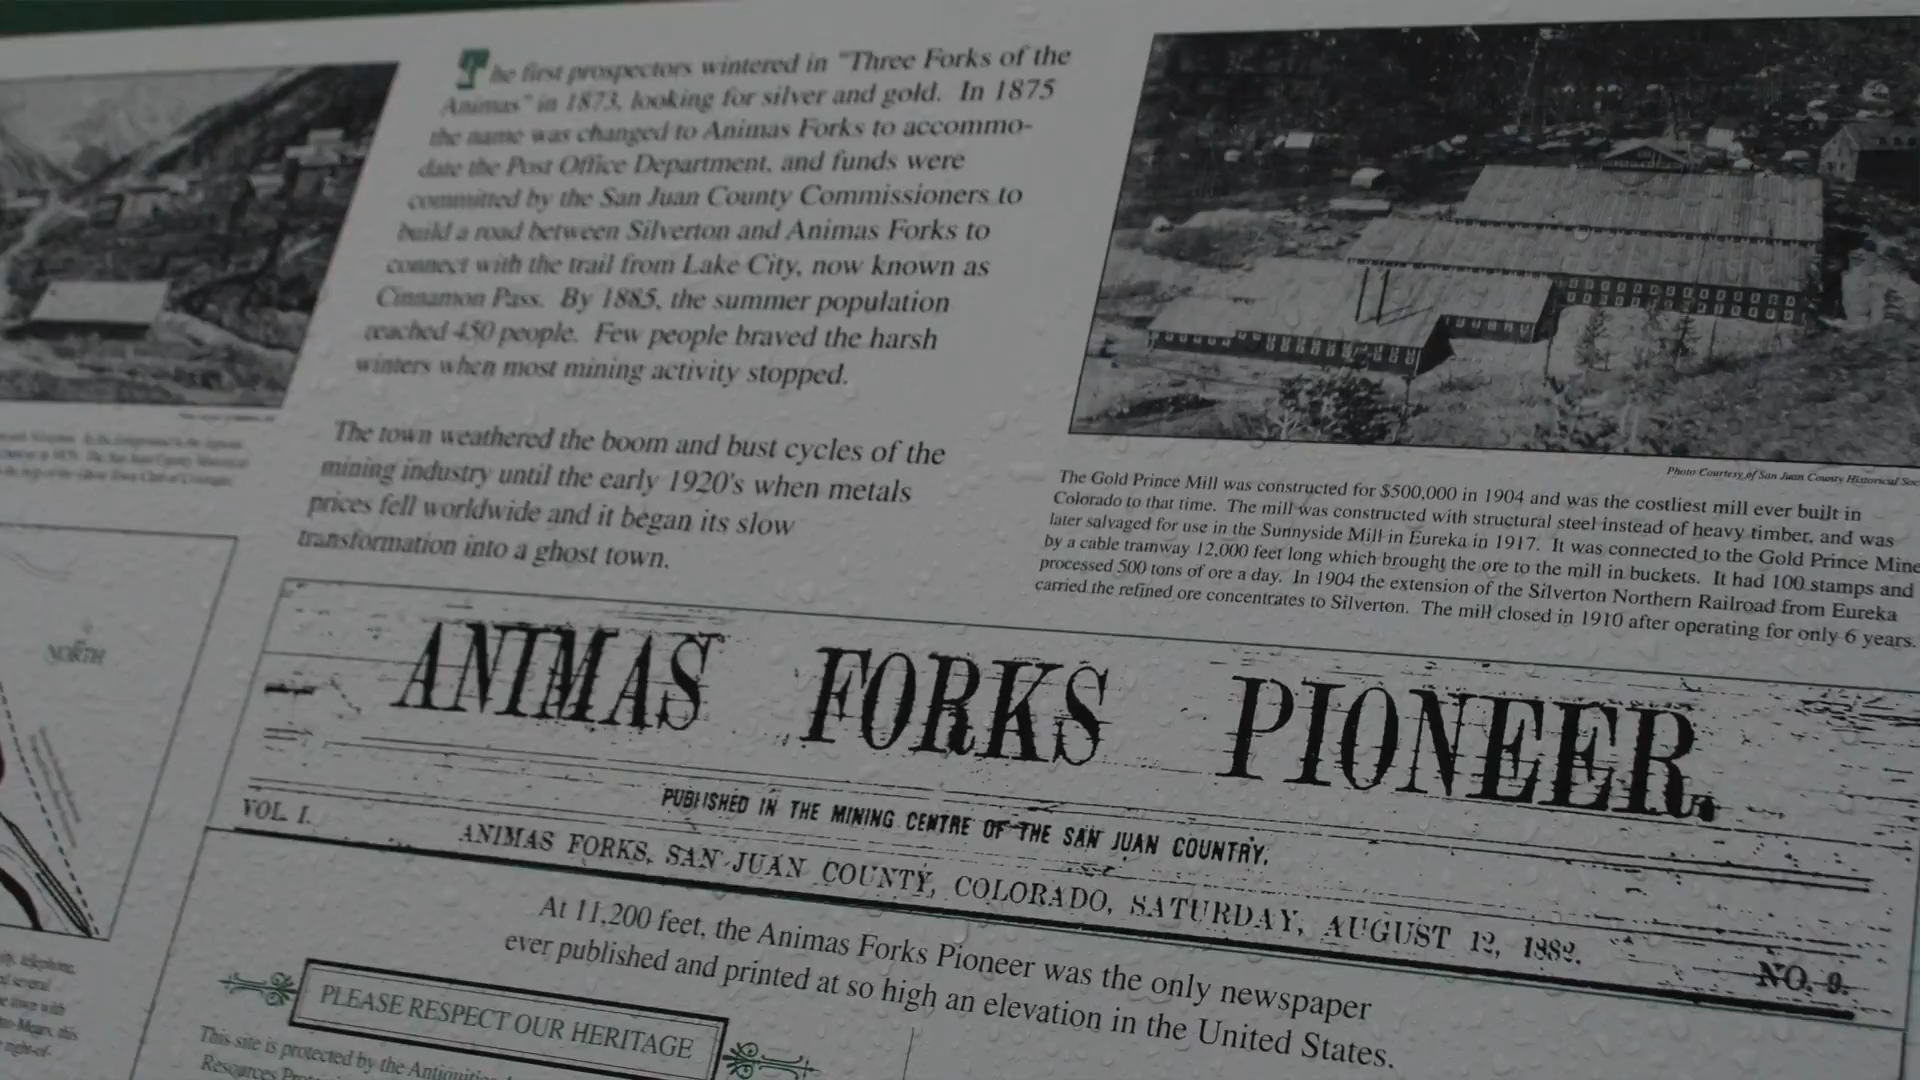 The first prospectors wintered in "Three Forks of the
Animas" in 1873, looking for silver and gold. In 1875
the name was changed to Animas Forks to accommo-
date the Post Office Department, and funds were
committed by the San Juan County Commissioners to
build a road between Silverton and Animas Forks to
connect with the trail from Lake City, now known as
Cinnamon Pass. By 1885, the summer population
reached 450 people. Few people braved the harsh
winters when most mining activity stopped.
The town weathered the boom and bust cycles of the
mining industry until the early 1920's when metals
prices fell worldwide and it began its slow
transformation into a ghost town.
Photo Courtesy of San Juan County Historical Soc
The Gold Prince Mill was constructed for $500,000 in 1904 and was the costliest mill ever built in
Colorado to that time. The mill was constructed with structural steel instead of heavy timber, and was
later salvaged for use in the Sunnyside Mill in Eureka in 1917. It was connected to the Gold Prince Mine
by a cable tramway 12,000 feet long which brought the ore to the mill in buckets. It had 100 stamps and
processed 500 tons of ore a day. In 1904 the extension of the Silverton Northern Railroad from Eureka
carried the refined ore concentrates to Silverton. The mill closed in 1910 after operating for only 6 years.
NORTH
ANIMAS FORKS PIONEER.
PUBLISHED IN THE MINING CENTRE OF THE SAN JUAN COUNTRY.
VOL. I. ANIMAS FORKS, SAN JUAN COUNTY, COLORADO, SATURDAY, AUGUST 12, 1882. NO. 9.
At 11,200 feet, the Animas Forks Pioneer was the only newspaper
ever published and printed at so high an elevation in the United States.
PLEASE RESPECT OUR HERITAGE
This site is protected by the Antiquities
Resources